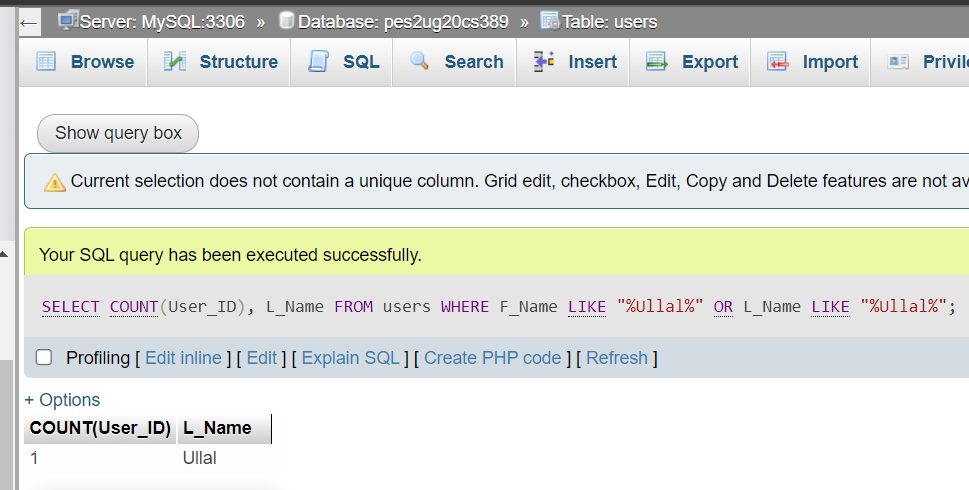 ← Server: MySQL:3306 » Database: pes2ug20cs389 » Table: users
Browse Structure SQL Search Insert Export Import
Show query box
Current selection does not contain a unique column. Grid edit, checkbox, Edit, Copy and Delete features are not
Your SQL query has been executed successfully.
SELECT COUNT(User_ID), L_Name FROM users WHERE F_Name LIKE "%Ullal%" OR L_Name LIKE "%Ullal%";
Profiling [ Edit inline ] [ Edit ] [ Explain SQL ] [ Create PHP code ] [ Refresh ]
+ Options
COUNT(User_ID) L_Name
1 Ullal